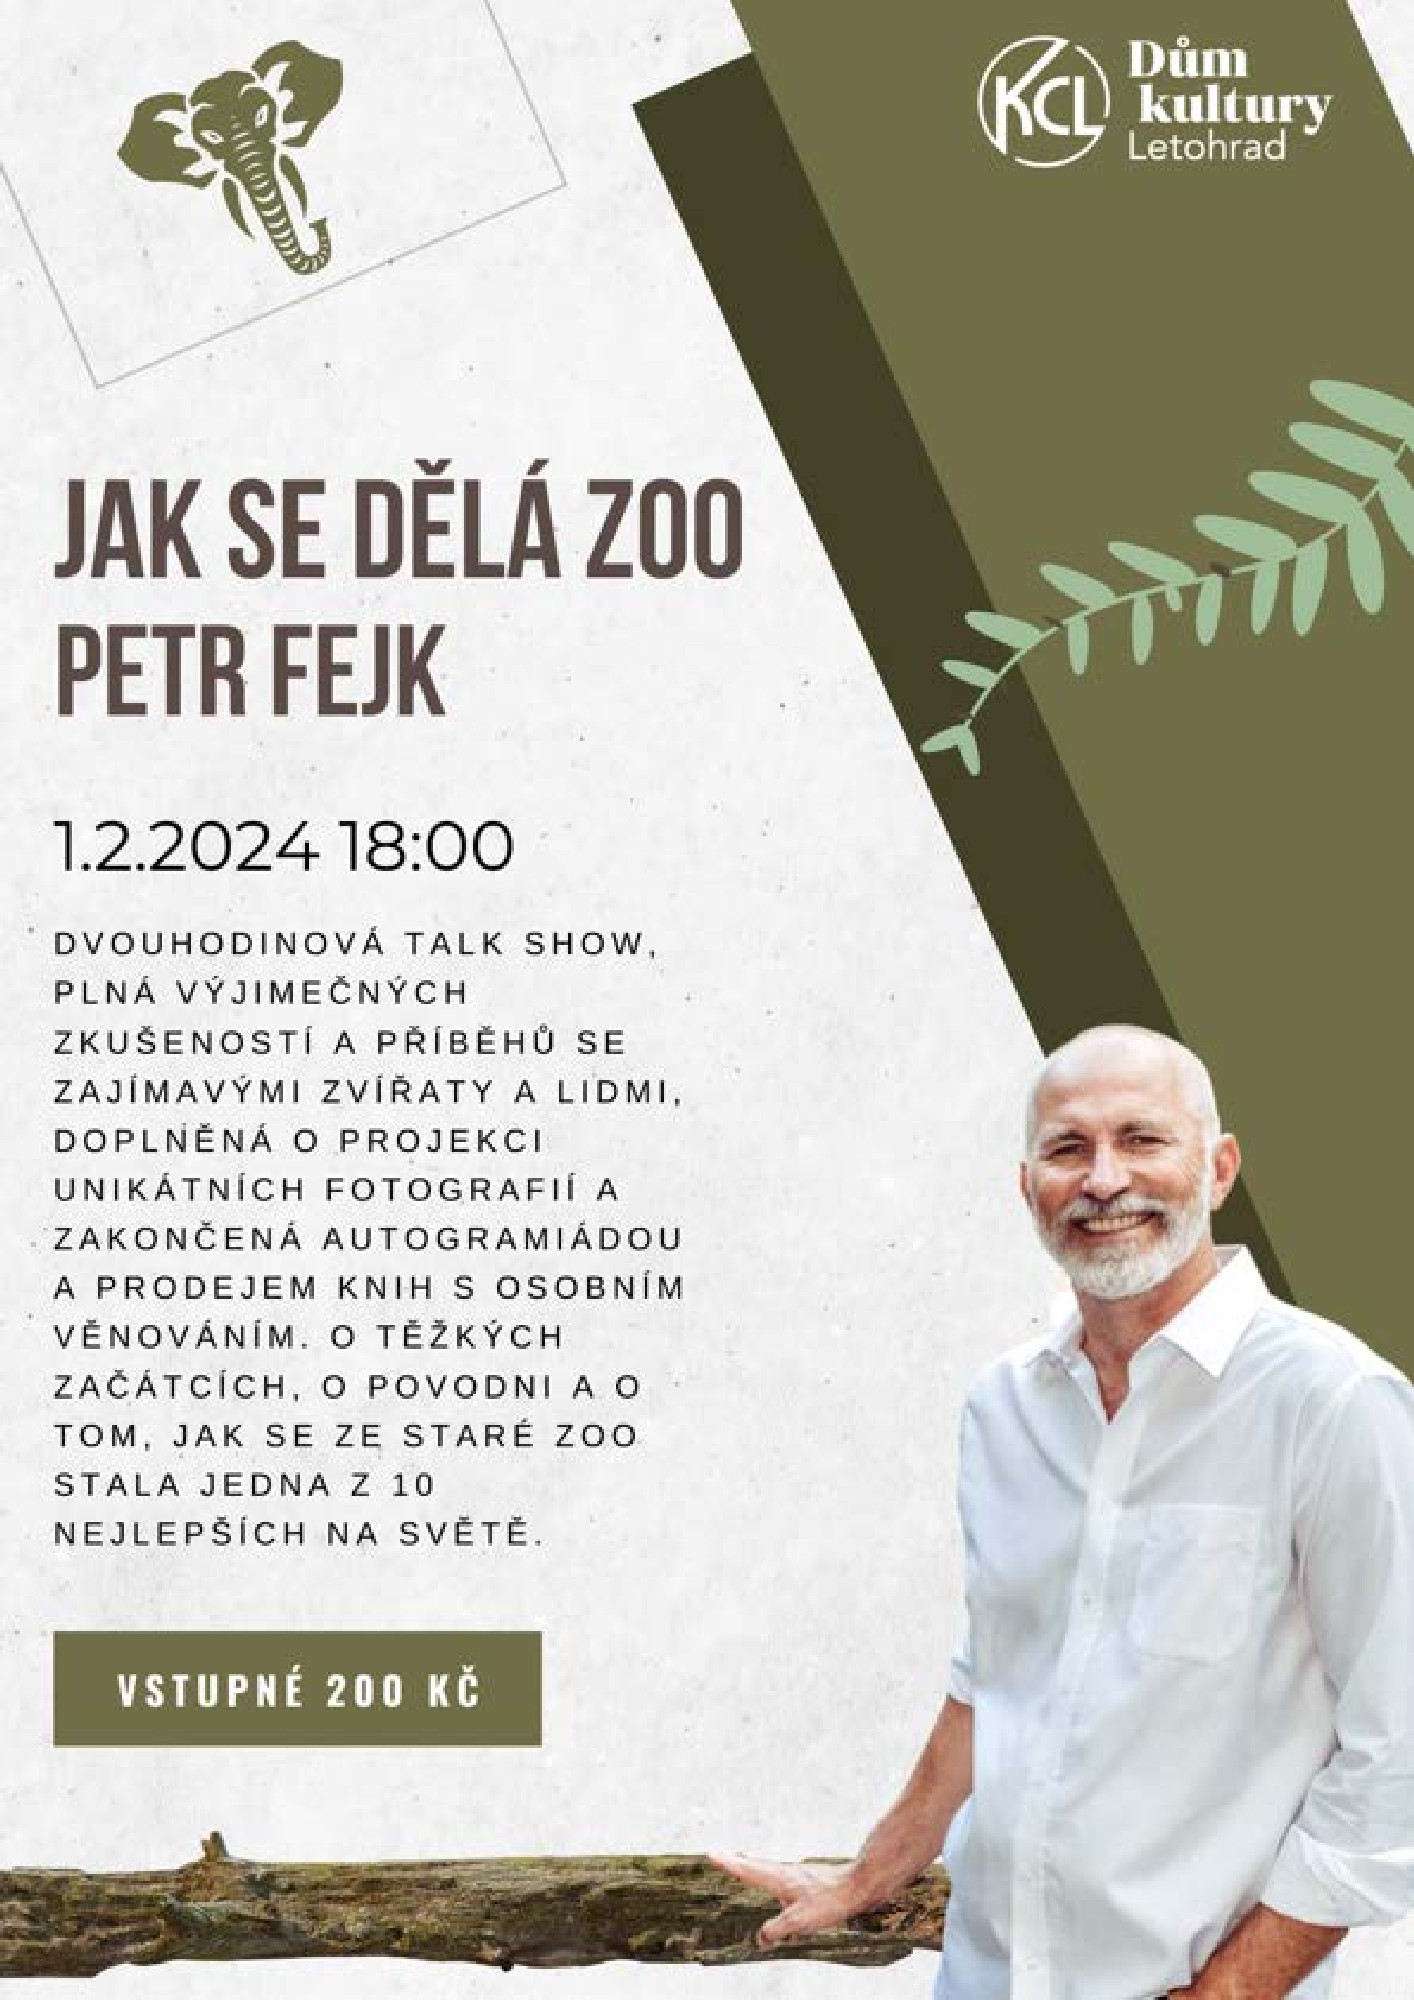 KCL
Dům
kultury
Letohrad
JAK SE DĚLÁ ZOO
PETR FEJK
1.2.2024 18:00
DVOUHODINOVÁ TALK SHOW,
PLNÁ VÝJIMEČNÝCH
ZKUŠENOSTÍ A PŘÍBĚHŮ SE
ZAJÍMAVÝMI ZVÍŘATY A LIDMI,
DOPLNĚNÁ O PROJEKCI
UNIKÁTNÍCH FOTOGRAFIÍ A
ZAKONČENÁ AUTOGRAMIÁDOU
A PRODEJEM KNIH S OSOBNÍM
VĚNOVÁNÍM. O TĚŽKÝCH
ZAČÁTCÍCH, O POVODNI A O
TOM, JAK SE ZE STARÉ ZOO
STALA JEDNA Z 10
NEJLEPŠÍCH NA SVĚTĚ.
VSTUPNÉ 200 KČ